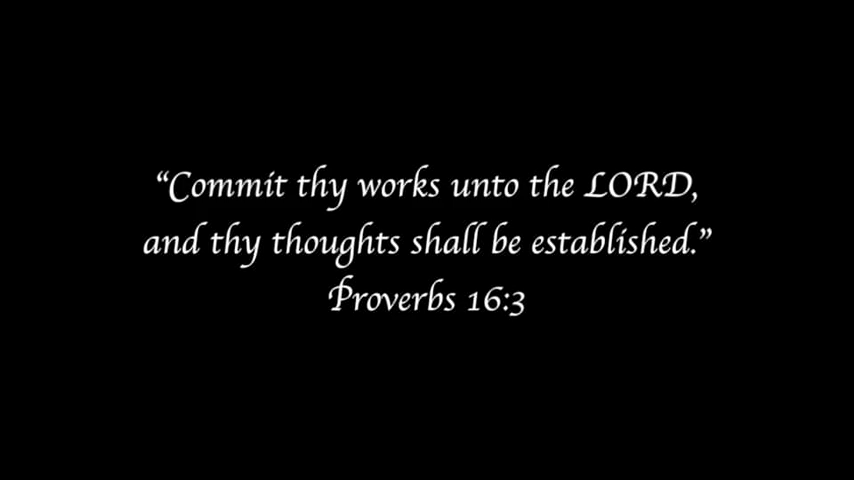 “Commit thy works unto the LORD,
and thy thoughts shall be established.”
Proverbs 16:3